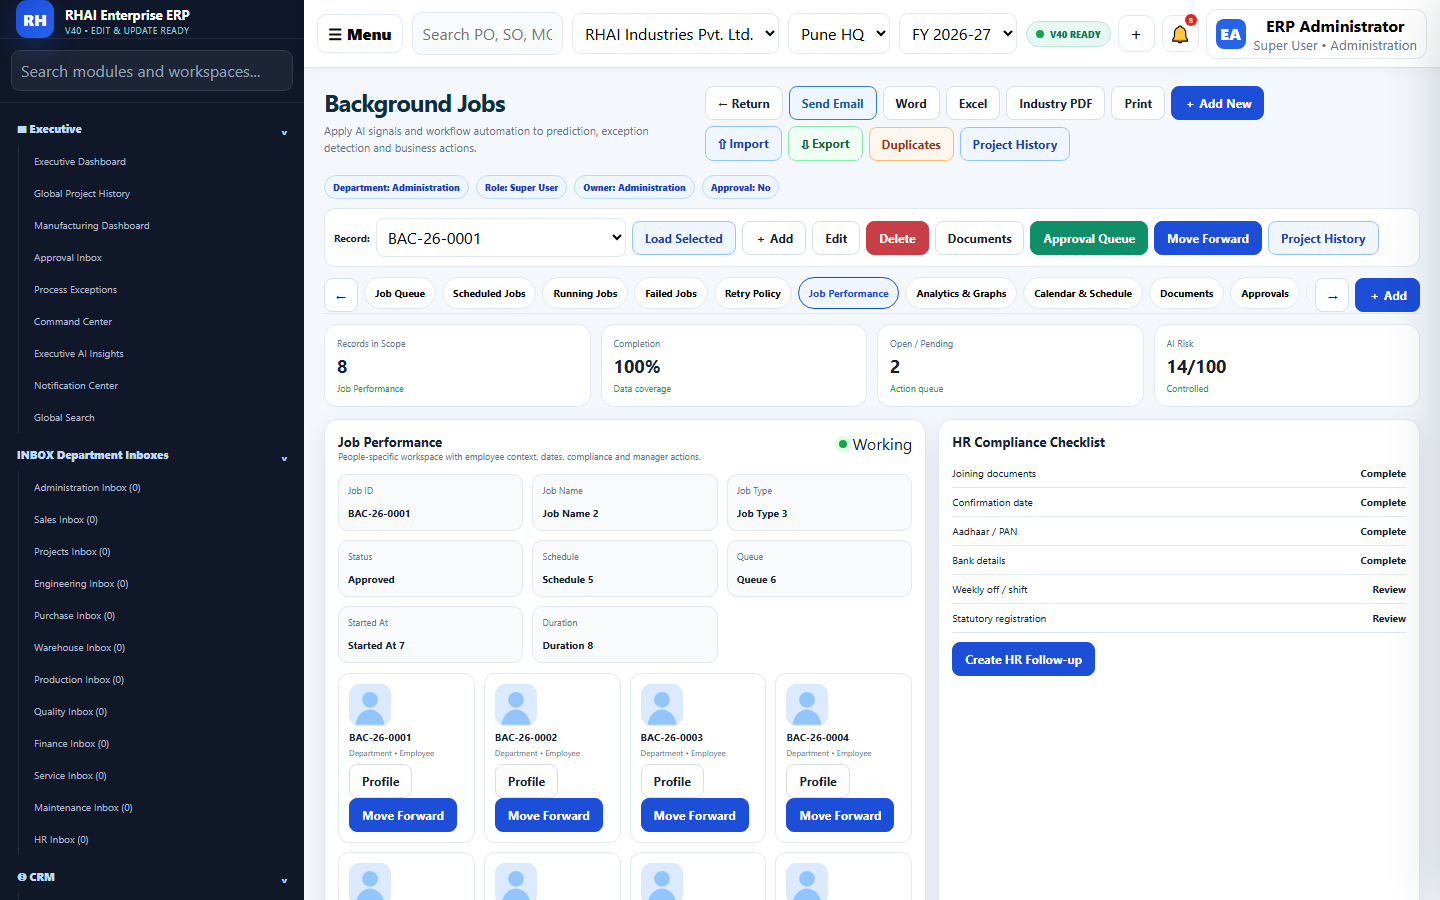 RH
RHAI Enterprise ERP
V40 • EDIT & UPDATE READY
Search modules and workspaces...
Executive
Executive Dashboard
Global Project History
Manufacturing Dashboard
Approval Inbox
Process Exceptions
Command Center
Executive AI Insights
Notification Center
Global Search
INBOX Department Inboxes
Administration Inbox (0)
Sales Inbox (0)
Projects Inbox (0)
Engineering Inbox (0)
Purchase Inbox (0)
Warehouse Inbox (0)
Production Inbox (0)
Quality Inbox (0)
Finance Inbox (0)
Service Inbox (0)
Maintenance Inbox (0)
HR Inbox (0)
CRM
☰ Menu
Search PO, SO, MC
RHAI Industries Pvt. Ltd.
Pune HQ
FY 2026-27
V40 READY
+
8
EA
ERP Administrator
Super User • Administration
Background Jobs
Apply AI signals and workflow automation to prediction, exception
detection and business actions.
← Return
Send Email
Word
Excel
Industry PDF
Print
+ Add New
⇧ Import
⇩ Export
Duplicates
Project History
Department: Administration
Role: Super User
Owner: Administration
Approval: No
Record:
BAC-26-0001
Load Selected
+ Add
Edit
Delete
Documents
Approval Queue
Move Forward
Project History
←
Job Queue
Scheduled Jobs
Running Jobs
Failed Jobs
Retry Policy
Job Performance
Analytics & Graphs
Calendar & Schedule
Documents
Approvals
→
+ Add
Records in Scope
8
Job Performance
Completion
100%
Data coverage
Open / Pending
2
Action queue
AI Risk
14/100
Controlled
Job Performance
People-specific workspace with employee context, dates, compliance and manager actions.
Working
Job ID
BAC-26-0001
Job Name
Job Name 2
Job Type
Job Type 3
Status
Approved
Schedule
Schedule 5
Queue
Queue 6
Started At
Started At 7
Duration
Duration 8
BAC-26-0001
Department • Employee
Profile
Move Forward
BAC-26-0002
Department • Employee
Profile
Move Forward
BAC-26-0003
Department • Employee
Profile
Move Forward
BAC-26-0004
Department • Employee
Profile
Move Forward
HR Compliance Checklist
Joining documents Complete
Confirmation date Complete
Aadhaar / PAN Complete
Bank details Complete
Weekly off / shift Review
Statutory registration Review
Create HR Follow-up